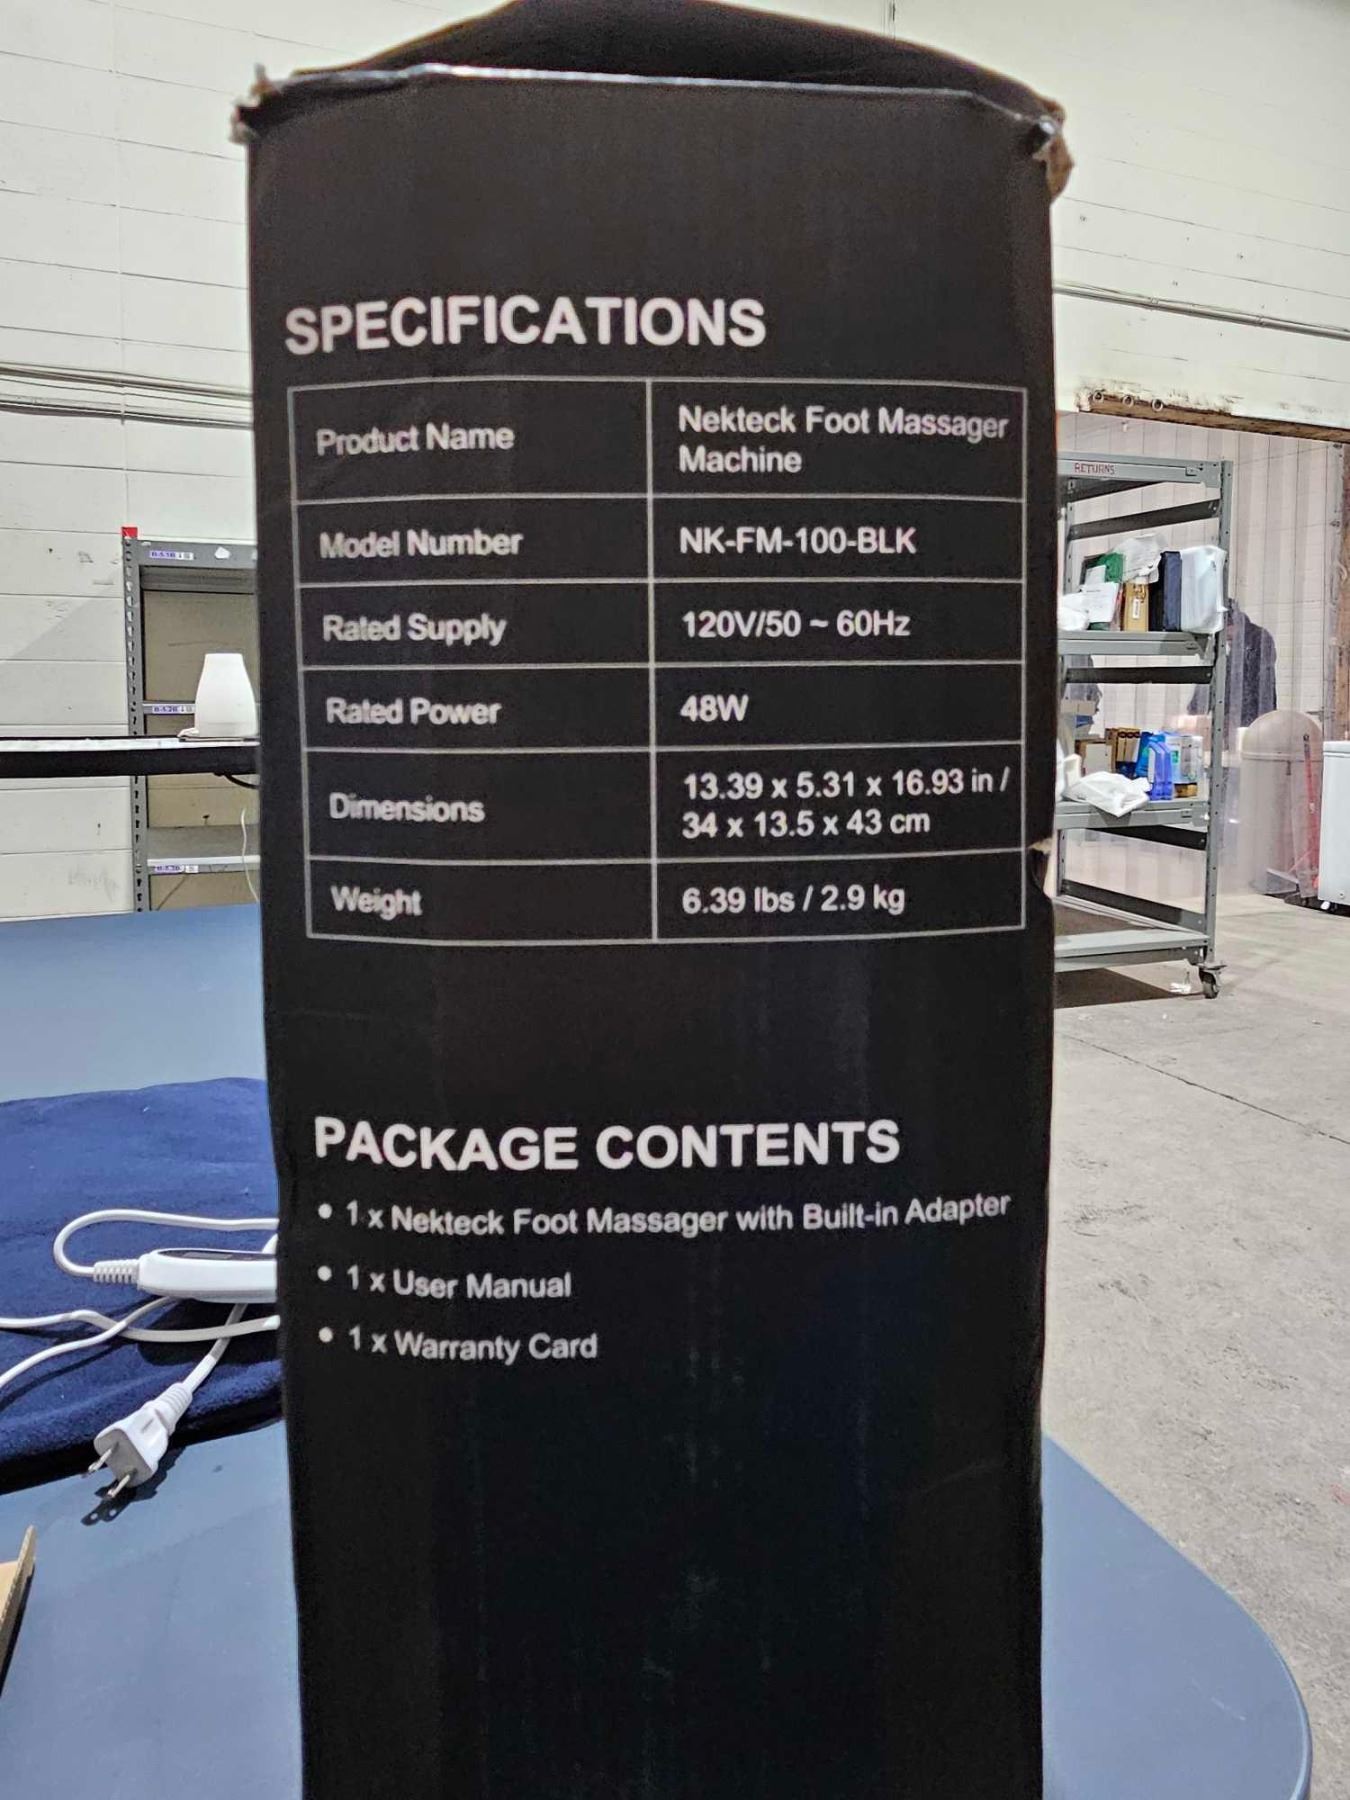 SPECIFICATIONS
Product Name
Nekteck Foot Massager
Machine
Model Number
NK-FM-100-BLK
Rated Supply
120V/50 ~ 60Hz
Rated Power
48W
Dimensions
13.39 x 5.31 x 16.93 in /
34 x 13.5 x 43 cm
Weight
6.39 lbs / 2.9 kg
PACKAGE CONTENTS
• 1 x Nekteck Foot Massager with Built-in Adapter
• 1 x User Manual
• 1 x Warranty Card
RETURNS